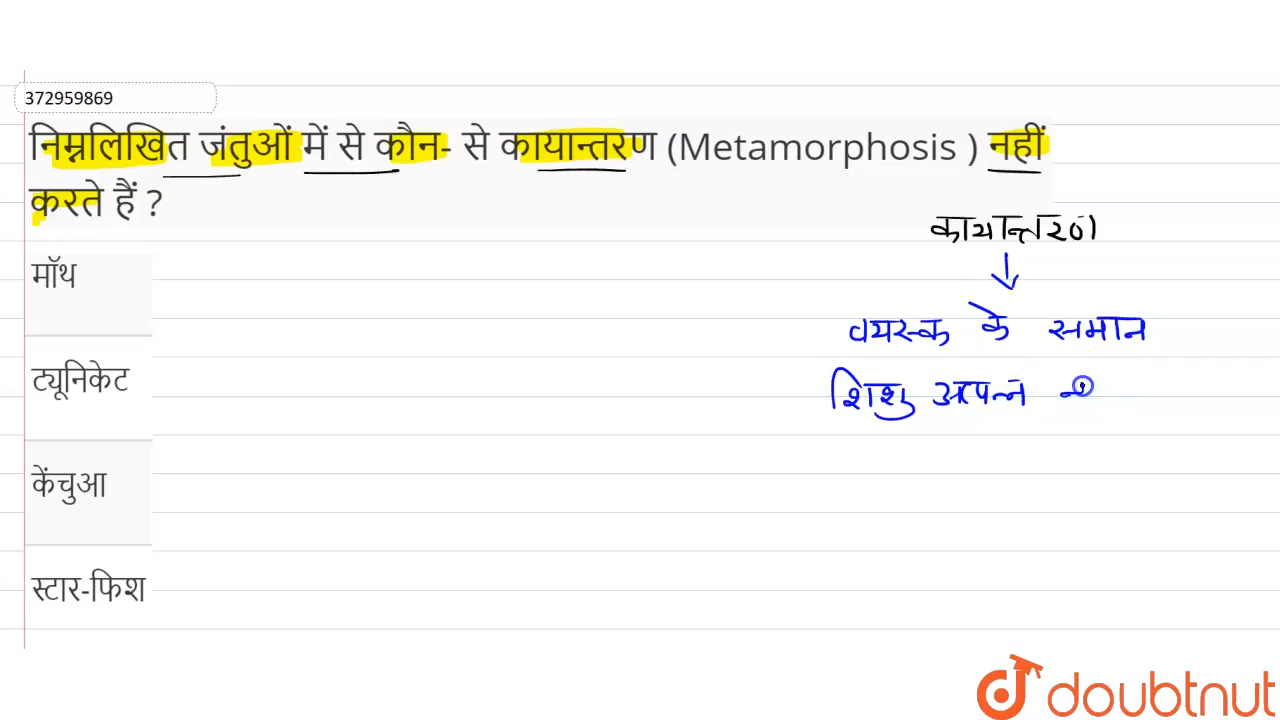 372959869
निम्नलिखित जंतुओं में से कौन- से कायान्तरण (Metamorphosis ) नहीं
करते हैं ?
कायान्तरण
वयस्क के समान
शिशु उत्पन्न न
मॉथ
ट्यूनिकेट
केंचुआ
स्टार-फिश
doubtnut